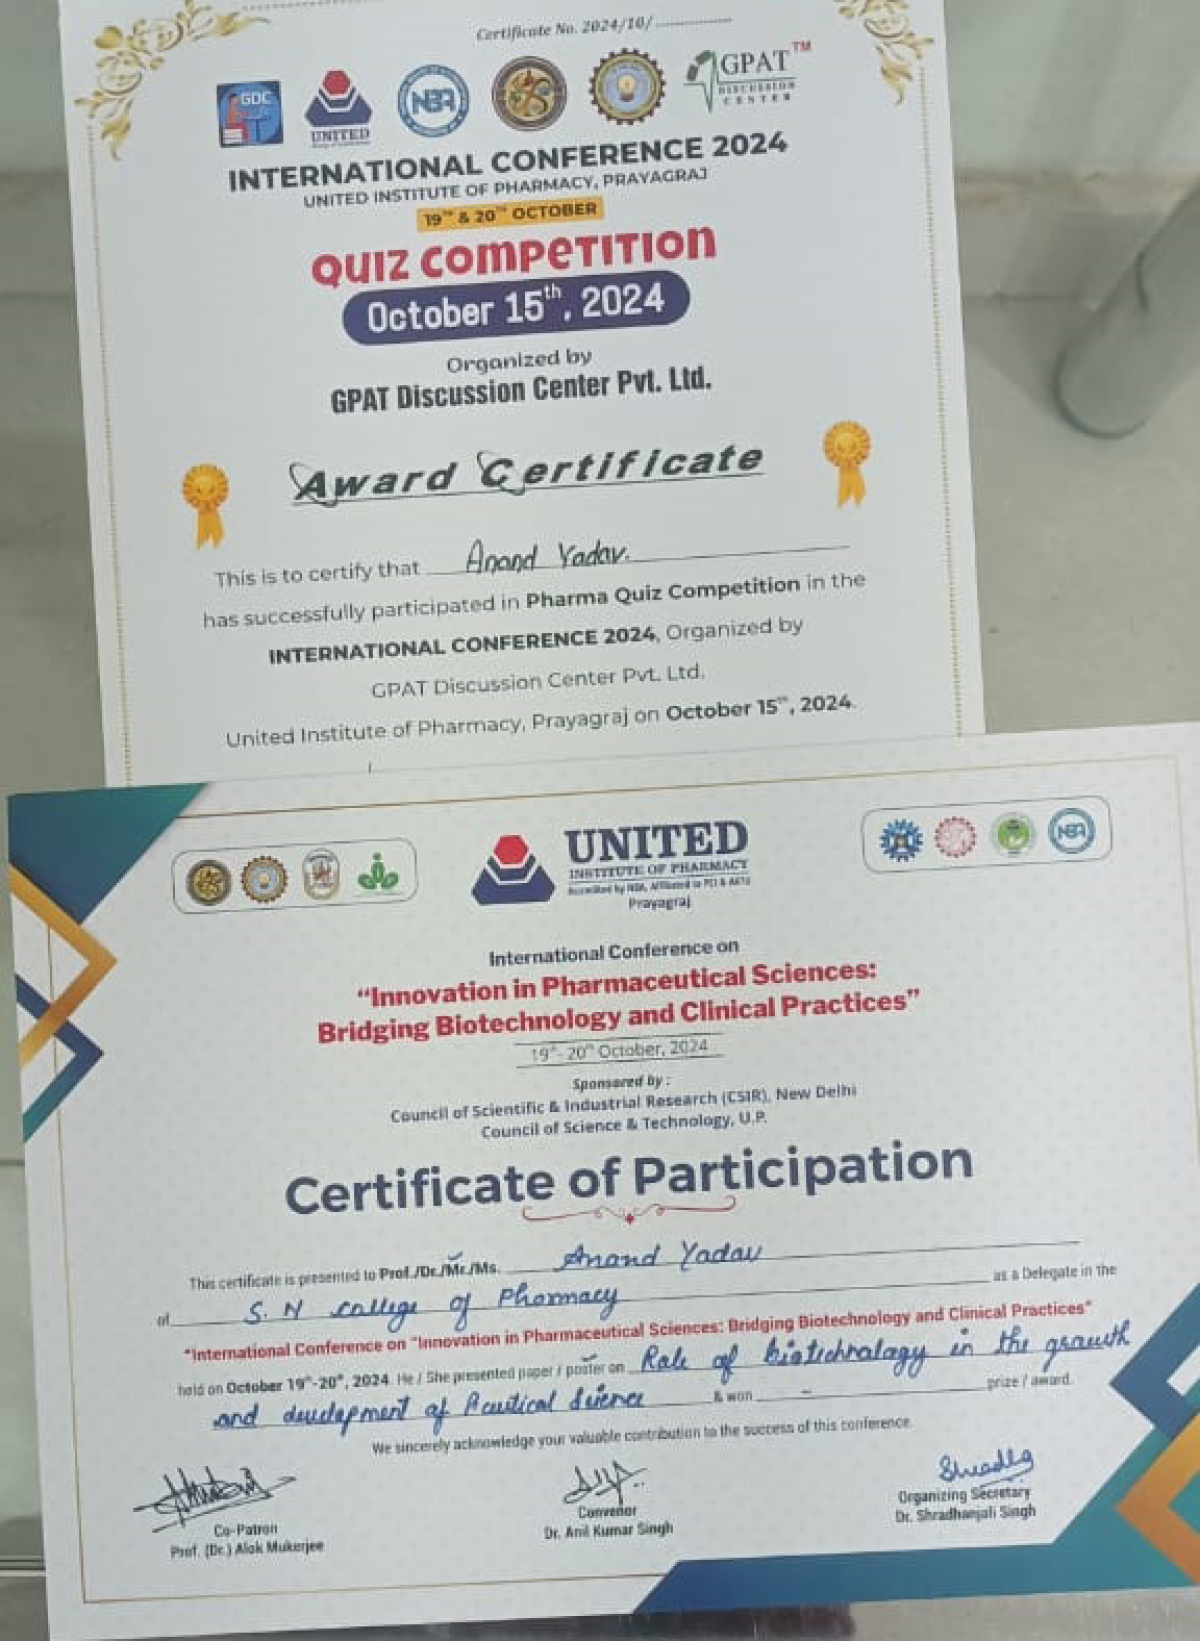 Certificate No. 2024/10/
GDC
UNITED
NBA
GPAT TM
DISCUSSION
CENTER
INTERNATIONAL CONFERENCE 2024
UNITED INSTITUTE OF PHARMACY, PRAYAGRAJ
19TH & 20TH OCTOBER
QUIZ COMPETITION
October 15th, 2024
Organized by
GPAT Discussion Center Pvt. Ltd.
Award Certificate
This is to certify that Anand Yadav.
has successfully participated in Pharma Quiz Competition in the
INTERNATIONAL CONFERENCE 2024, Organized by
GPAT Discussion Center Pvt. Ltd.
United Institute of Pharmacy, Prayagraj on October 15th, 2024.
UNITED
INSTITUTE OF PHARMACY
Accredited by NBA, Affiliated to PCI & AKTU
Prayagraj
NBA
International Conference on
“Innovation in Pharmaceutical Sciences:
Bridging Biotechnology and Clinical Practices”
19th- 20th October, 2024
Sponsored by :
Council of Scientific & Industrial Research (CSIR), New Delhi
Council of Science & Technology, U.P.
Certificate of Participation
This certificate is presented to Prof./Dr./Mr./Ms. Anand Yadav
of S. N college of Pharmacy as a Delegate in the
"International Conference on "Innovation in Pharmaceutical Sciences: Bridging Biotechnology and Clinical Practices"
held on October 19th-20th, 2024. He / She presented paper / poster on Role of biotechnology in the growth
and development of Pceutical Science & won - prize / award.
We sincerely acknowledge your valuable contribution to the success of this conference.
Shradha
Co-Patron
Prof. (Dr.) Alok Mukerjee
Convenor
Dr. Anil Kumar Singh
Organizing Secretary
Dr. Shradhanjali Singh